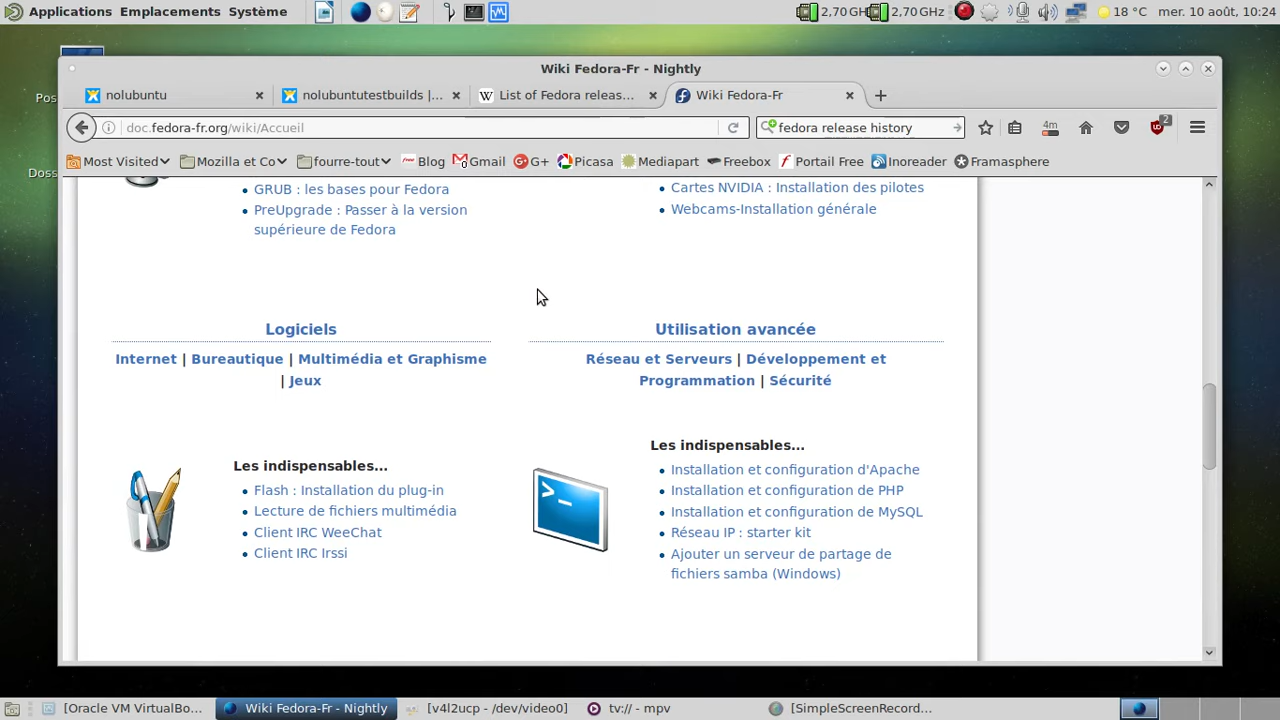 Applications Emplacements Système
2,70 GHz 2,70 GHz 18 °C mer. 10 août, 10:24
Pos
Doss
Wiki Fedora-Fr - Nightly
nolubuntu
nolubuntutestbuilds |...
List of Fedora releas...
Wiki Fedora-Fr
doc.fedora-fr.org/wiki/Accueil
fedora release history
4m
2
Most Visited Mozilla et Co fourre-tout Blog Gmail G+ Picasa Mediapart Freebox Portail Free Inoreader Framasphere
GRUB : les bases pour Fedora
PreUpgrade : Passer à la version
supérieure de Fedora
Cartes NVIDIA : Installation des pilotes
Webcams-Installation générale
Logiciels
Internet | Bureautique | Multimédia et Graphisme
| Jeux
Les indispensables...
Flash : Installation du plug-in
Lecture de fichiers multimédia
Client IRC WeeChat
Client IRC Irssi
Utilisation avancée
Réseau et Serveurs | Développement et
Programmation | Sécurité
Les indispensables...
Installation et configuration d'Apache
Installation et configuration de PHP
Installation et configuration de MySQL
Réseau IP : starter kit
Ajouter un serveur de partage de
fichiers samba (Windows)
[Oracle VM VirtualBo... Wiki Fedora-Fr - Nightly [v4l2ucp - /dev/video0] tv:// - mpv [SimpleScreenRecord...